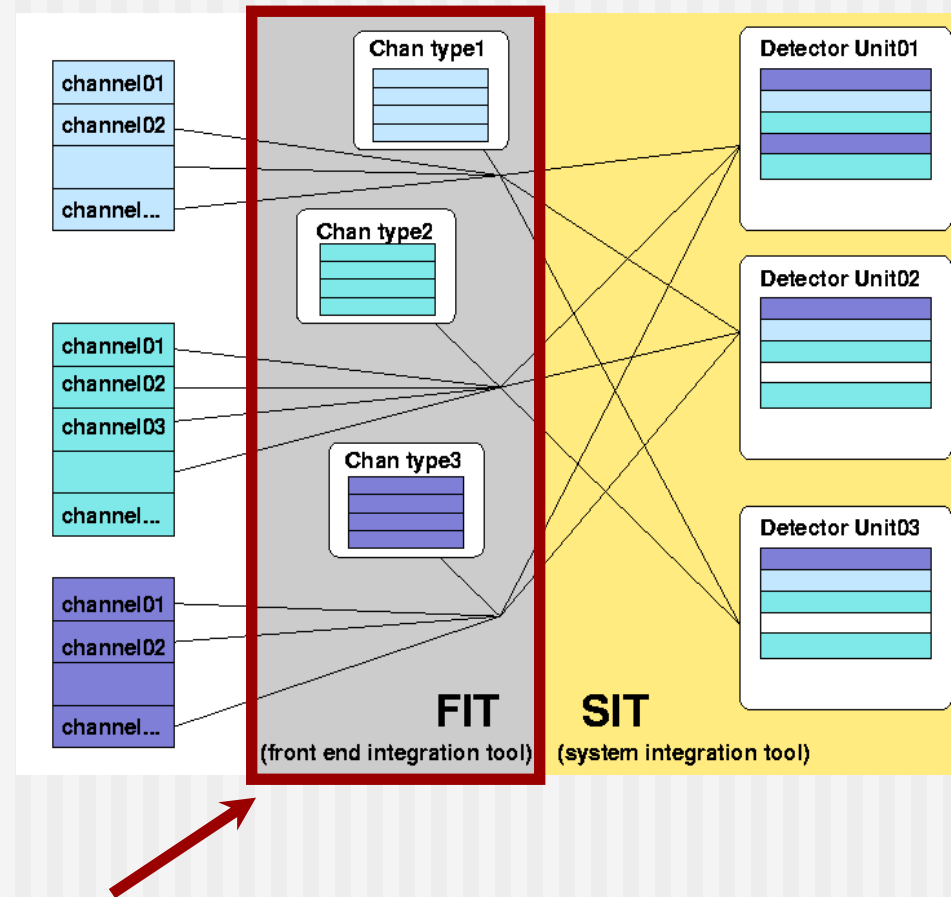 channel01
channel02
channel...
channel01
channel02
channel03
channel...
channel01
channel02
channel...
Chan type1
Chan type2
Chan type3
FIT
(front end integration tool)
SIT
(system integration tool)
Detector Unit01
Detector Unit02
Detector Unit03